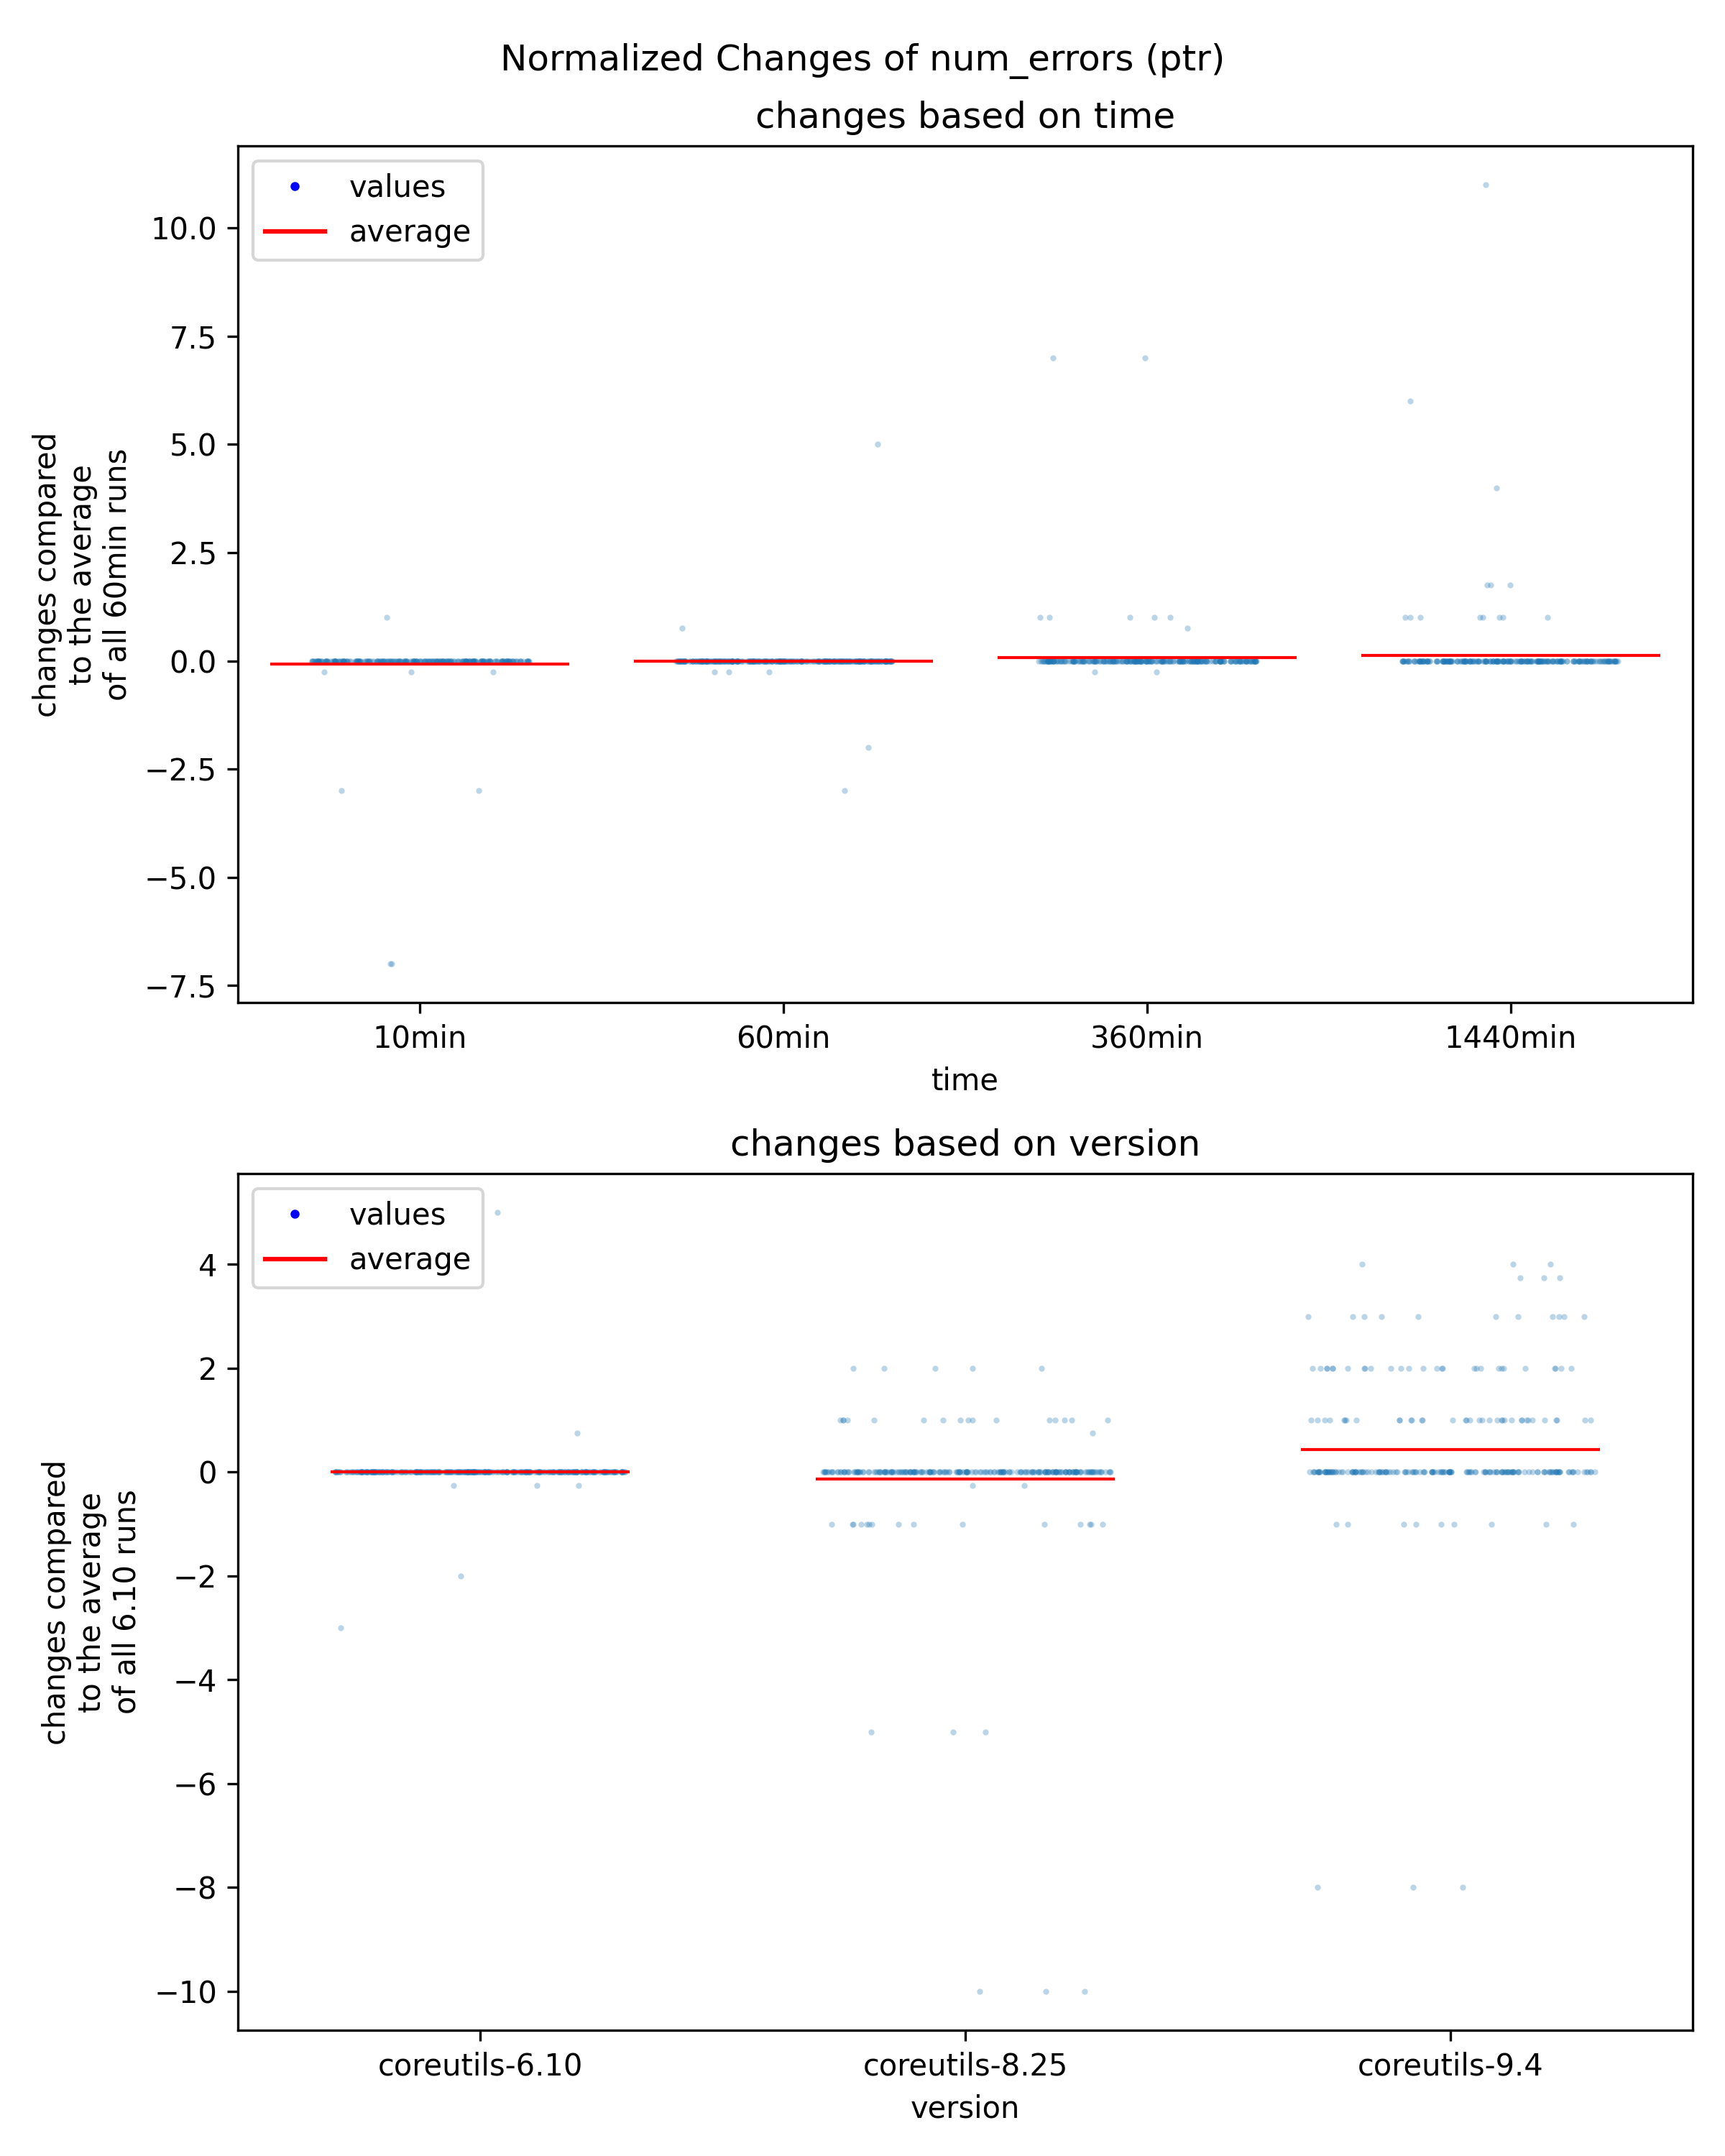 Normalized Changes of num_errors (ptr)
changes based on time
values
average
10.0
7.5
5.0
2.5
0.0
−2.5
−5.0
−7.5
changes compared
to the average
of all 60min runs
10min
60min
360min
1440min
time
changes based on version
values
average
4
2
0
−2
−4
−6
−8
−10
changes compared
to the average
of all 6.10 runs
coreutils-6.10
coreutils-8.25
coreutils-9.4
version